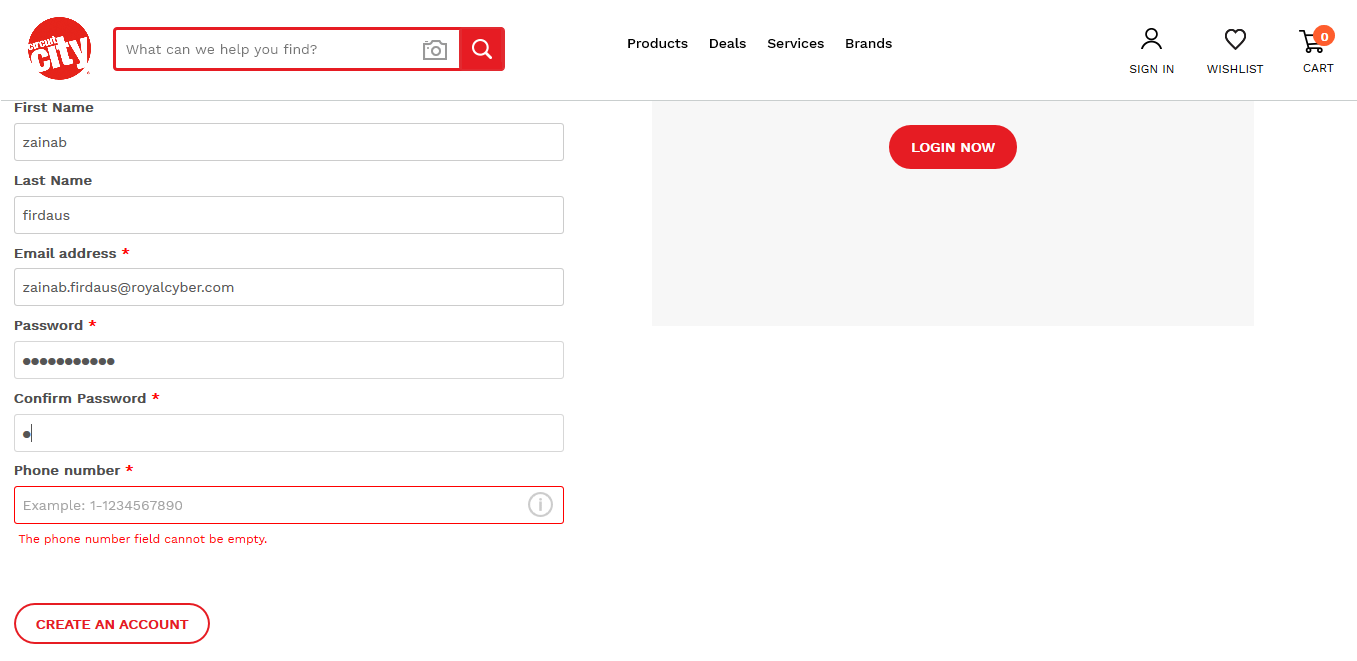 circuit
city
What can we help you find?
Products
Deals
Services
Brands
SIGN IN
WISHLIST
0
CART
First Name
zainab
Last Name
firdaus
Email address *
zainab.firdaus@royalcyber.com
Password *
●●●●●●●●●●●
Confirm Password *
●
Phone number *
Example: 1-1234567890
The phone number field cannot be empty.
CREATE AN ACCOUNT
LOGIN NOW